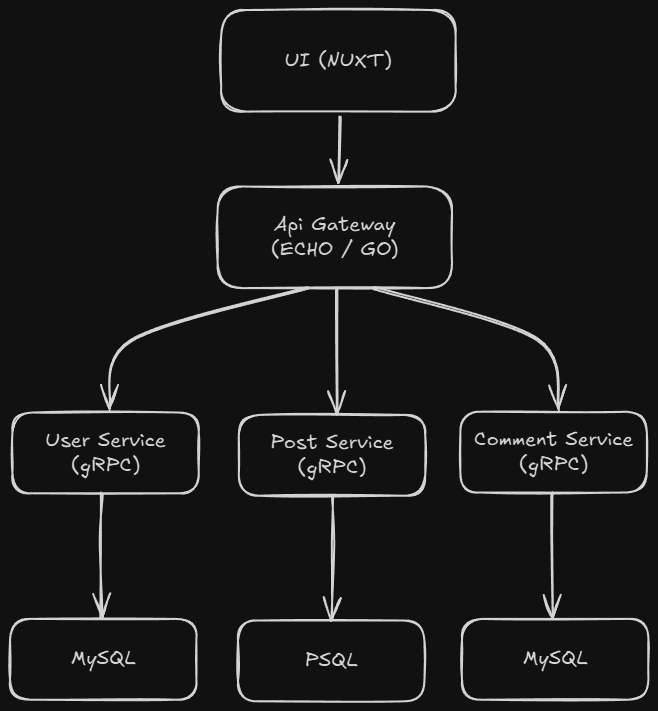 UI (NUXT)
Api Gateway
(ECHO / GO)
User Service
(gRPC)
Post Service
(gRPC)
Comment Service
(gRPC)
MySQL
PSQL
MySQL